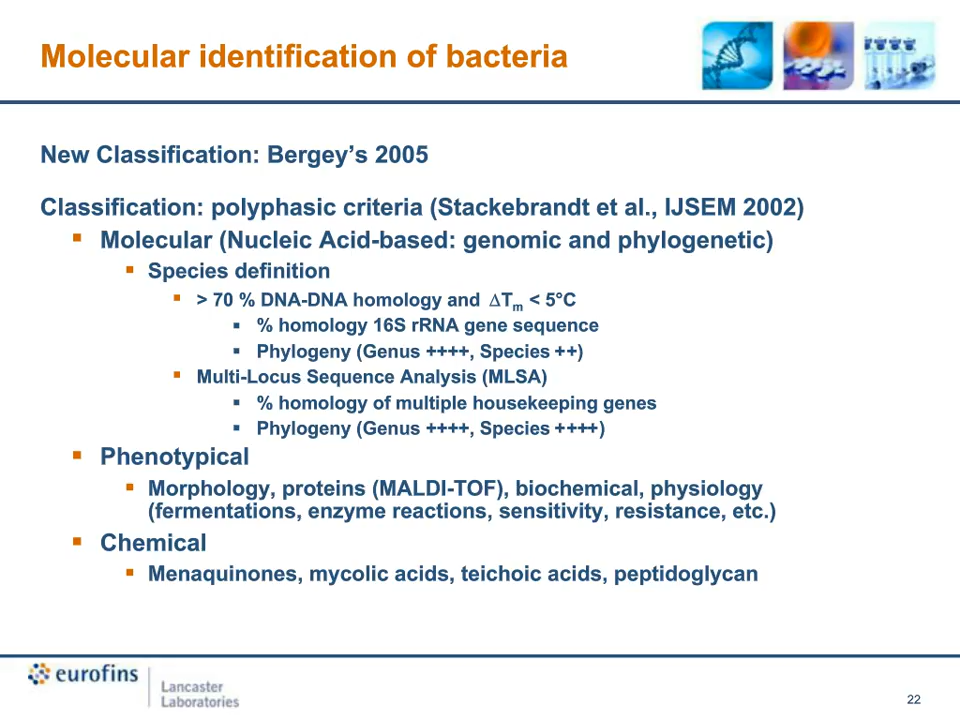 Molecular identification of bacteria
New Classification: Bergey’s 2005
Classification: polyphasic criteria (Stackebrandt et al., IJSEM 2002)
▪ Molecular (Nucleic Acid-based: genomic and phylogenetic)
▪ Species definition
▪ > 70 % DNA-DNA homology and ∆Tm < 5°C
▪ % homology 16S rRNA gene sequence
▪ Phylogeny (Genus ++++, Species ++)
▪ Multi-Locus Sequence Analysis (MLSA)
▪ % homology of multiple housekeeping genes
▪ Phylogeny (Genus ++++, Species ++++)
▪ Phenotypical
▪ Morphology, proteins (MALDI-TOF), biochemical, physiology
(fermentations, enzyme reactions, sensitivity, resistance, etc.)
▪ Chemical
▪ Menaquinones, mycolic acids, teichoic acids, peptidoglycan
eurofins
Lancaster
Laboratories
22